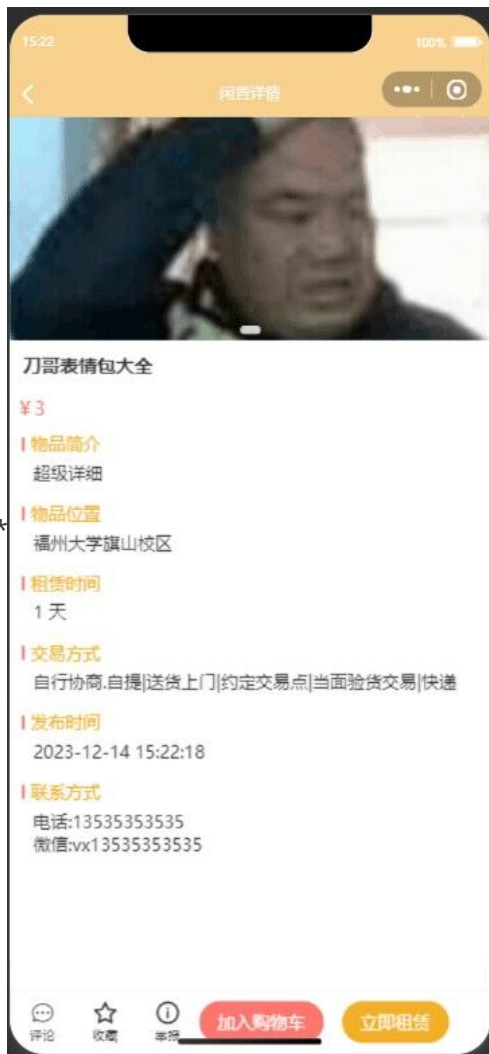 15:22
100%
闲置详情
刀哥表情包大全
¥3
物品简介
超级详细
物品位置
福州大学旗山校区
租赁时间
1 天
交易方式
自行协商.自提|送货上门|约定交易点|当面验货交易|快递
发布时间
2023-12-14 15:22:18
联系方式
电话:13535353535
微信:vx13535353535
评论 收藏 举报 加入购物车 立即租赁